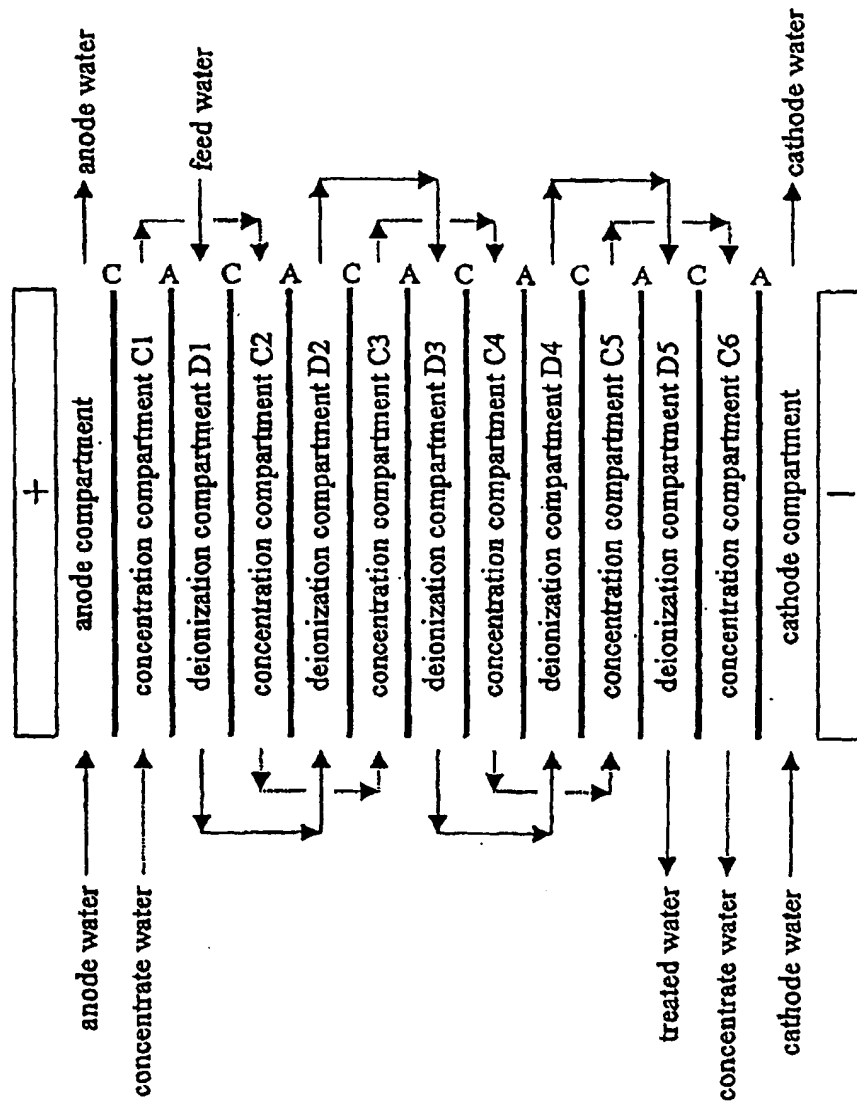 anode water
cathode water
feed water
C
A
C
A
C
A
C
A
C
A
C
A
+
anode compartment
concentration compartment C1
deionization compartment D1
concentration compartment C2
deionization compartment D2
concentration compartment C3
deionization compartment D3
concentration compartment C4
deionization compartment D4
concentration compartment C5
deionization compartment D5
concentration compartment C6
cathode compartment
−
anode water
concentrate water
treated water
concentrate water
cathode water